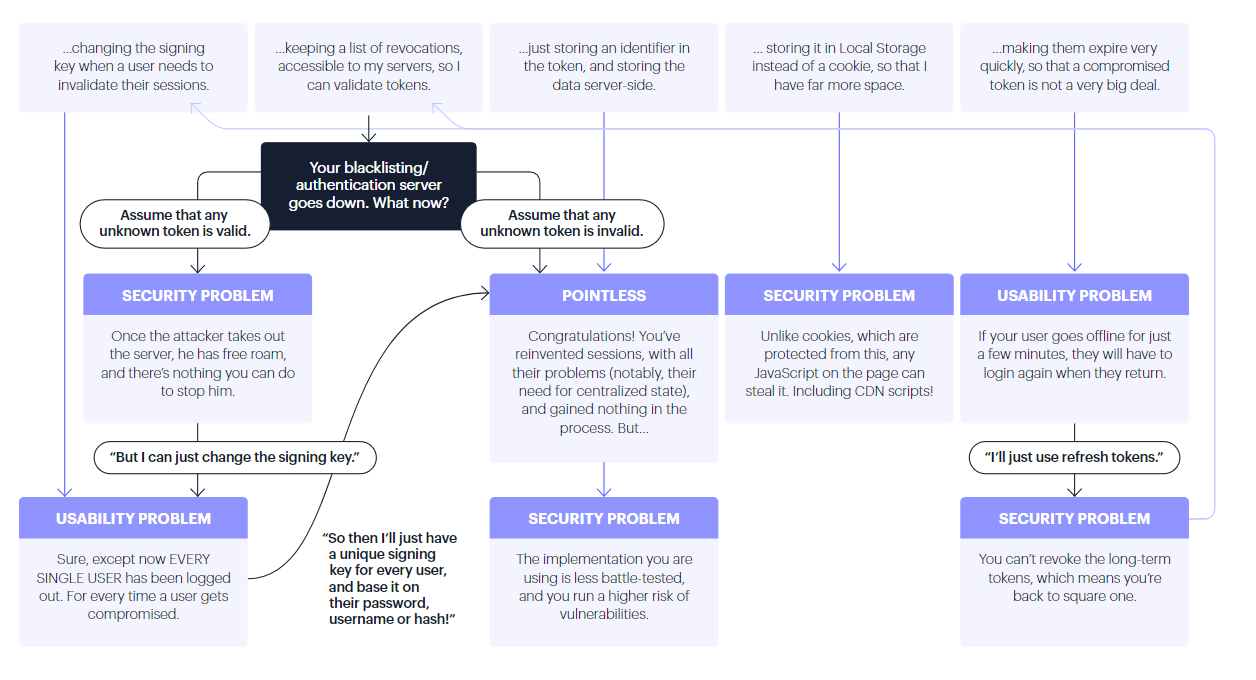 ...changing the signing
key when a user needs to
invalidate their sessions.
...keeping a list of revocations,
accessible to my servers, so I
can validate tokens.
...just storing an identifier in
the token, and storing the
data server-side.
... storing it in Local Storage
instead of a cookie, so that I
have far more space.
...making them expire very
quickly, so that a compromised
token is not a very big deal.
Your blacklisting/
authentication server
goes down. What now?
Assume that any
unknown token is valid.
Assume that any
unknown token is invalid.
SECURITY PROBLEM
Once the attacker takes out
the server, he has free roam,
and there's nothing you can do
to stop him.
POINTLESS
Congratulations! You've
reinvented sessions, with all
their problems (notably, their
need for centralized state),
and gained nothing in the
process. But...
SECURITY PROBLEM
Unlike cookies, which are
protected from this, any
JavaScript on the page can
steal it. Including CDN scripts!
USABILITY PROBLEM
If your user goes offline for just
a few minutes, they will have to
login again when they return.
“But I can just change the signing key.”
“I'll just use refresh tokens.”
USABILITY PROBLEM
Sure, except now EVERY
SINGLE USER has been logged
out. For every time a user gets
compromised.
“So then I'll just have
a unique signing
key for every user,
and base it on
their password,
username or hash!”
SECURITY PROBLEM
The implementation you are
using is less battle-tested,
and you run a higher risk of
vulnerabilities.
SECURITY PROBLEM
You can't revoke the long-term
tokens, which means you're
back to square one.